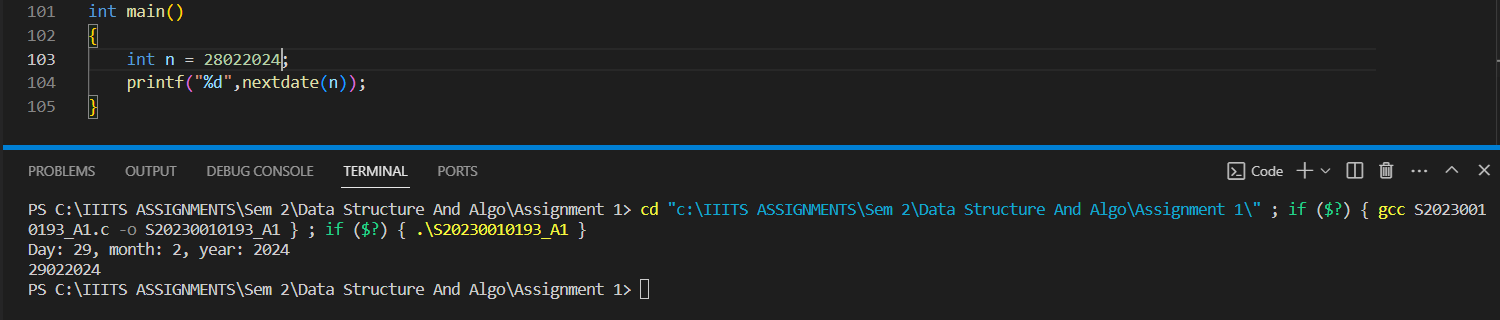 101 int main()
102 {
103 int n = 28022024;
104 printf("%d",nextdate(n));
105 }
PROBLEMS OUTPUT DEBUG CONSOLE TERMINAL PORTS Code
PS C:\IIITS ASSIGNMENTS\Sem 2\Data Structure And Algo\Assignment 1> cd "c:\IIITS ASSIGNMENTS\Sem 2\Data Structure And Algo\Assignment 1\" ; if ($?) { gcc S2023001
0193_A1.c -o S20230010193_A1 } ; if ($?) { .\S20230010193_A1 }
Day: 29, month: 2, year: 2024
29022024
PS C:\IIITS ASSIGNMENTS\Sem 2\Data Structure And Algo\Assignment 1>